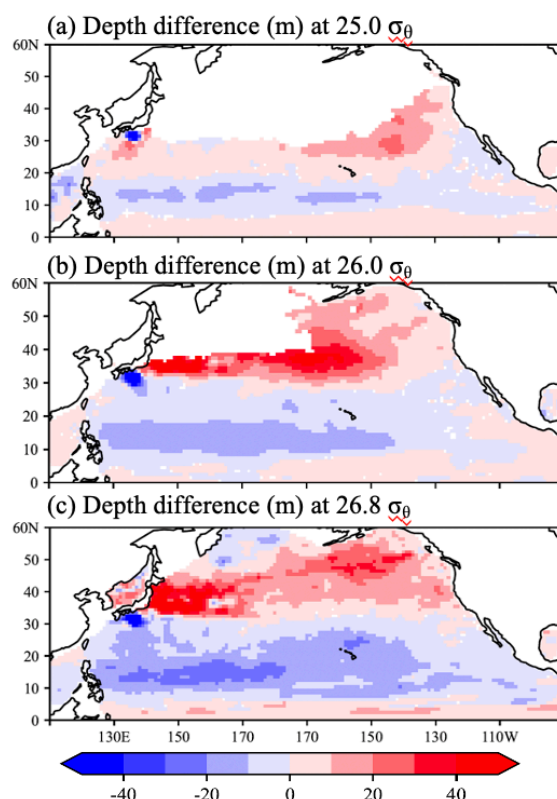 (a) Depth difference (m) at 25.0 σθ
60N
50
40
30
20
10
0
(b) Depth difference (m) at 26.0 σθ
60N
50
40
30
20
10
0
(c) Depth difference (m) at 26.8 σθ
60N
50
40
30
20
10
0
130E 150 170 170 150 130 110W
-40 -20 0 20 40